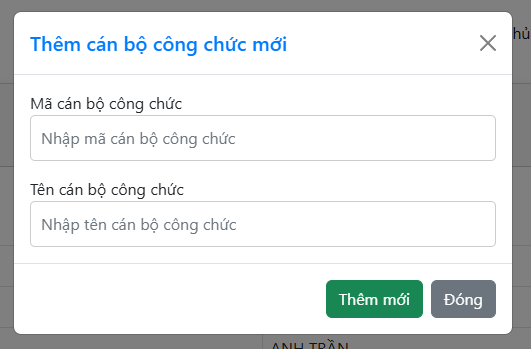 Thêm cán bộ công chức mới
Mã cán bộ công chức
Nhập mã cán bộ công chức
Tên cán bộ công chức
Nhập tên cán bộ công chức
Thêm mới
Đóng
ANH TRẦN